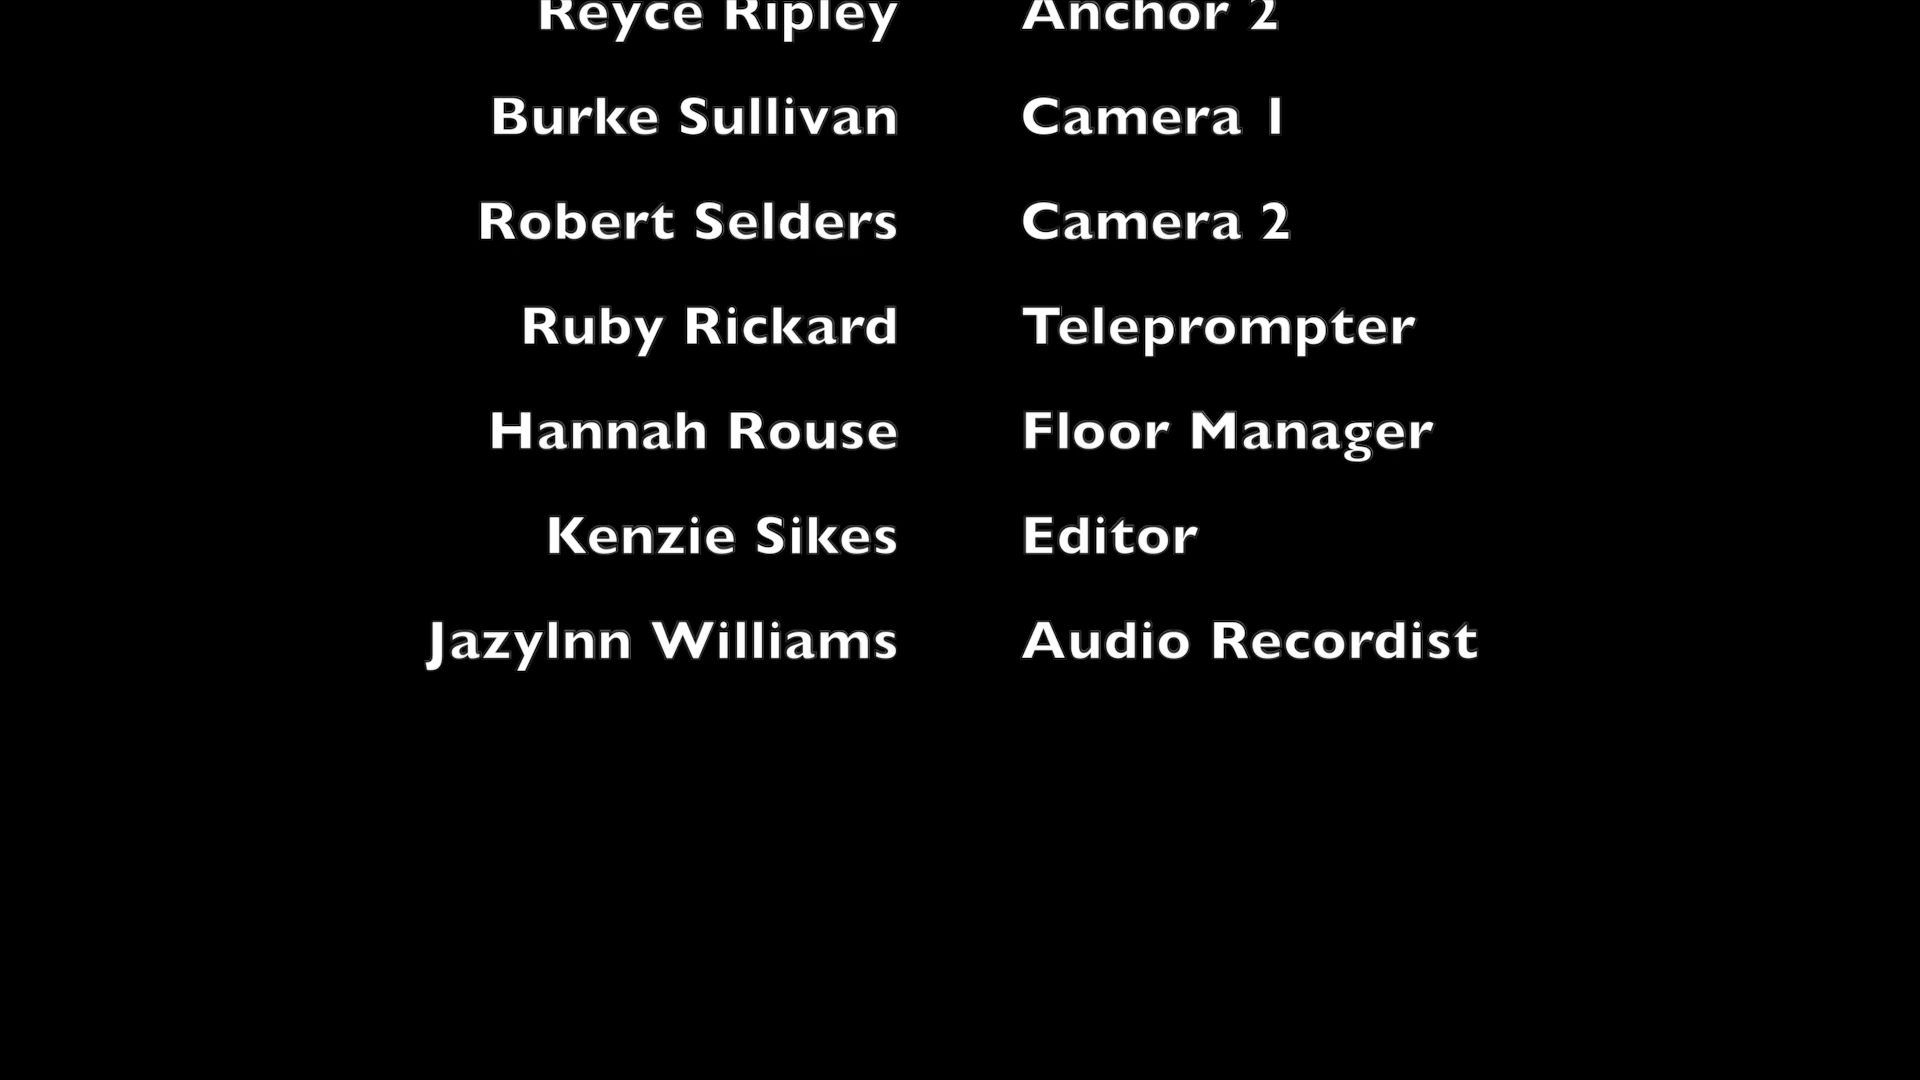 Reyce Ripley Anchor 2
Burke Sullivan Camera 1
Robert Selders Camera 2
Ruby Rickard Teleprompter
Hannah Rouse Floor Manager
Kenzie Sikes Editor
Jazylnn Williams Audio Recordist